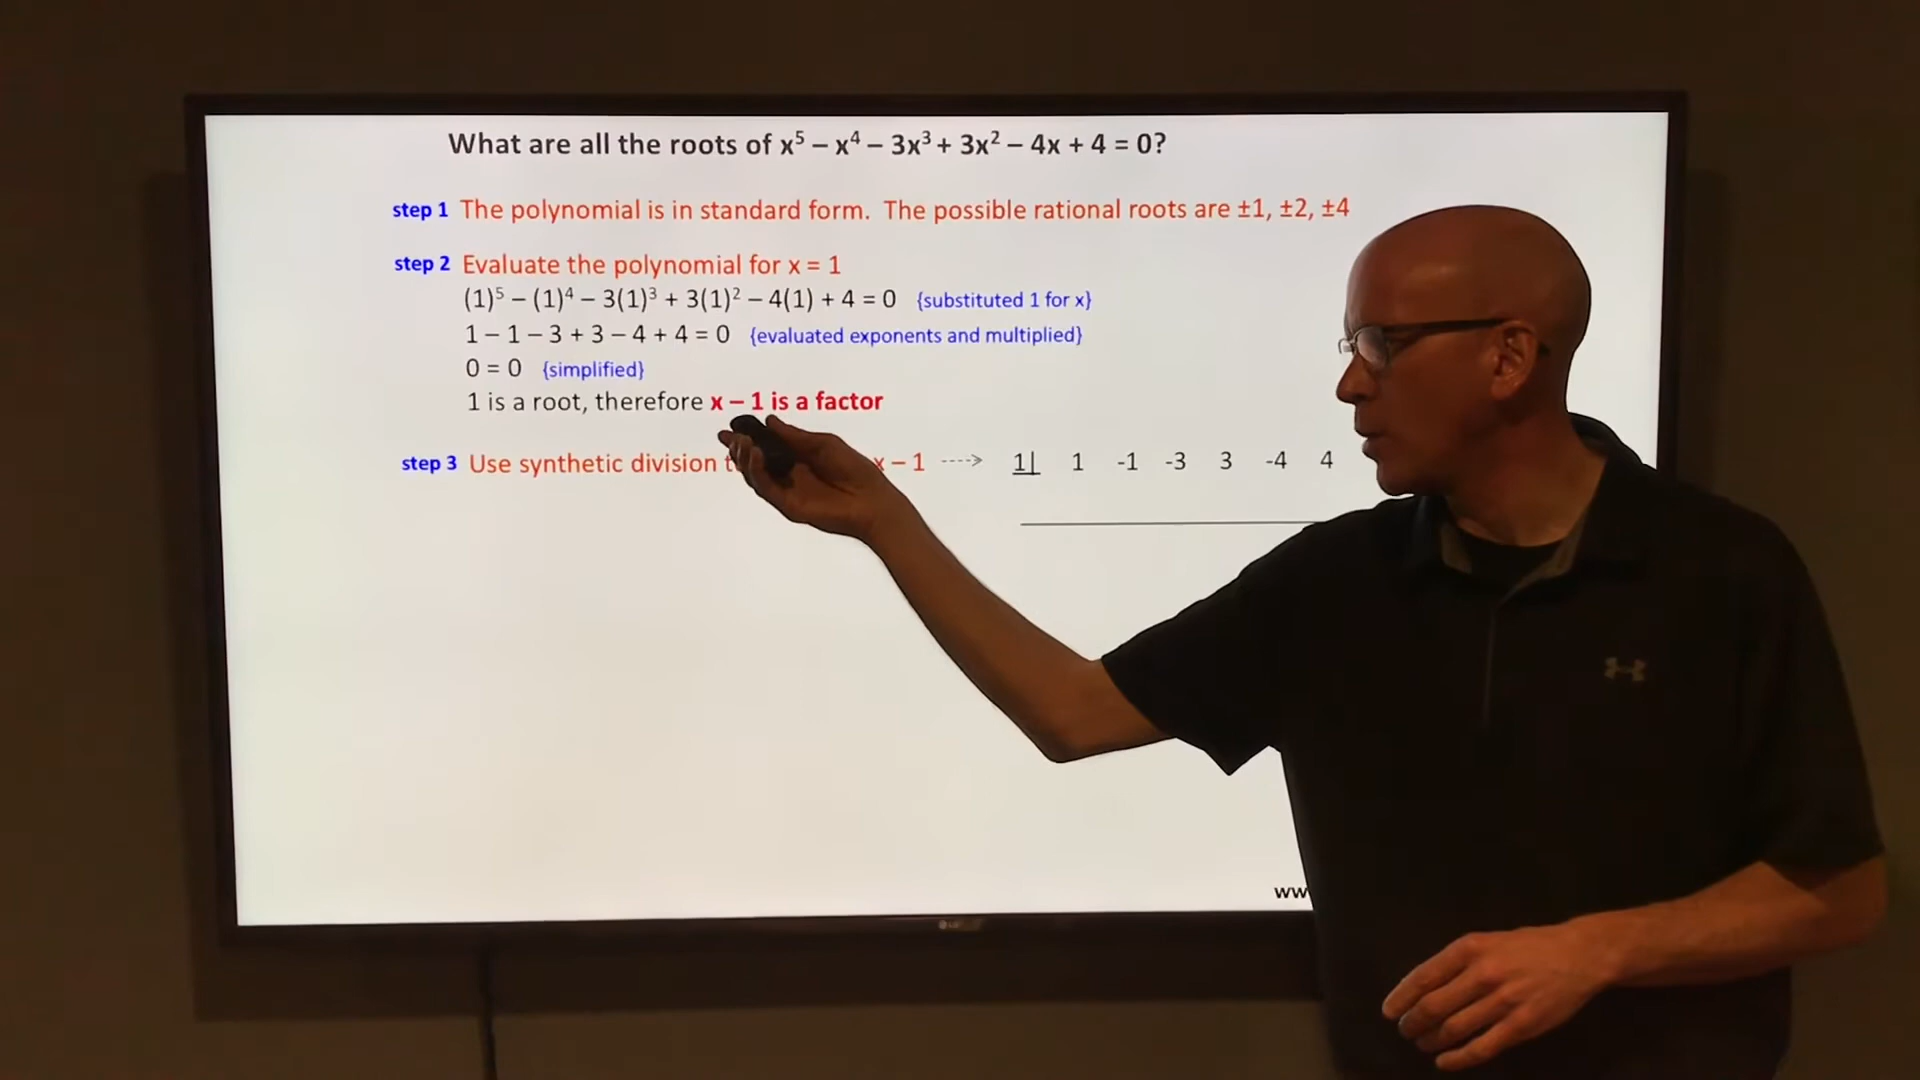 What are all the roots of x⁵ – x⁴ – 3x³ + 3x² – 4x + 4 = 0?
step 1 The polynomial is in standard form. The possible rational roots are ±1, ±2, ±4
step 2 Evaluate the polynomial for x = 1
(1)⁵ – (1)⁴ – 3(1)³ + 3(1)² – 4(1) + 4 = 0 {substituted 1 for x}
1 – 1 – 3 + 3 – 4 + 4 = 0 {evaluated exponents and multiplied}
0 = 0 {simplified}
1 is a root, therefore x – 1 is a factor
step 3 Use synthetic division x – 1 ----> 1| 1 -1 -3 3 -4 4
LG